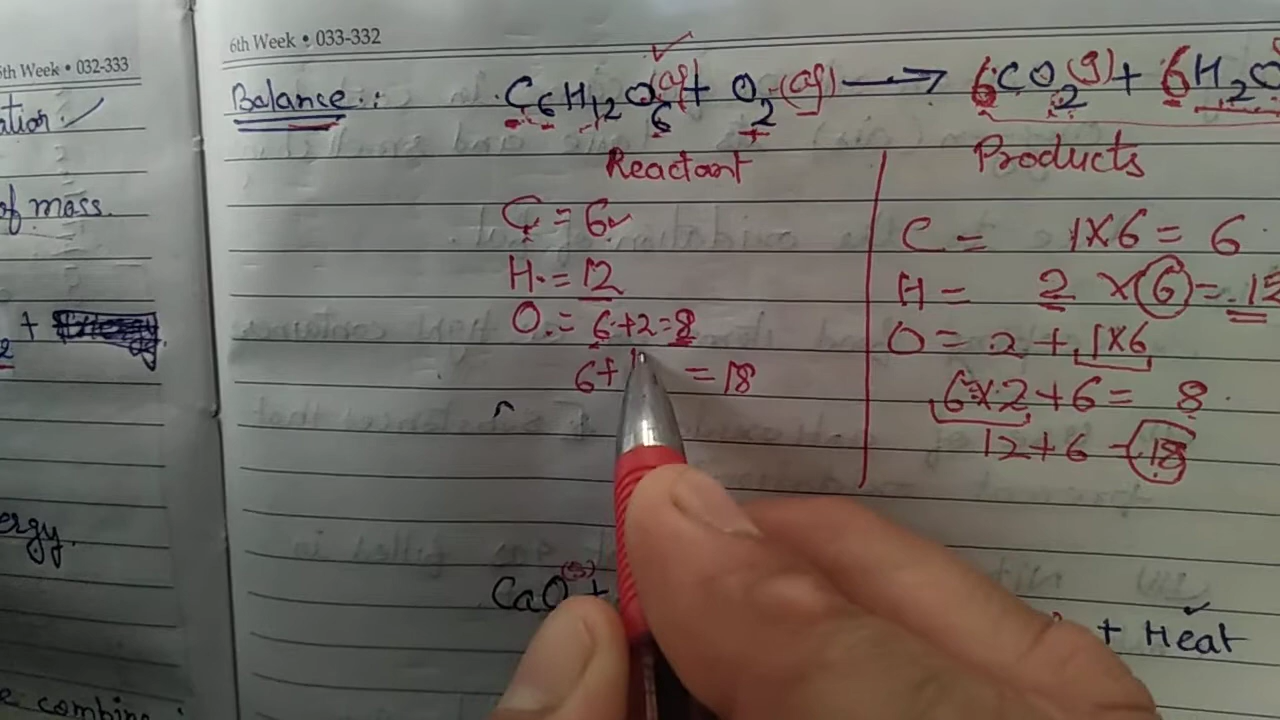 5th Week • 032-333
6th Week • 033-332
Balance :
C6H12O6(aq) + O2(aq) → 6CO2(g) + 6H2O
Reactant
Products
of mass.
C = 6
C = 1×6 = 6
H = 12
H = 2 × 6 = 12
O = 6+2=8
O = 2 + 1×6
6+1 = 18
6×2+6= 8
12+6 = 18
ergy.
CaO(s) +
+ Heat